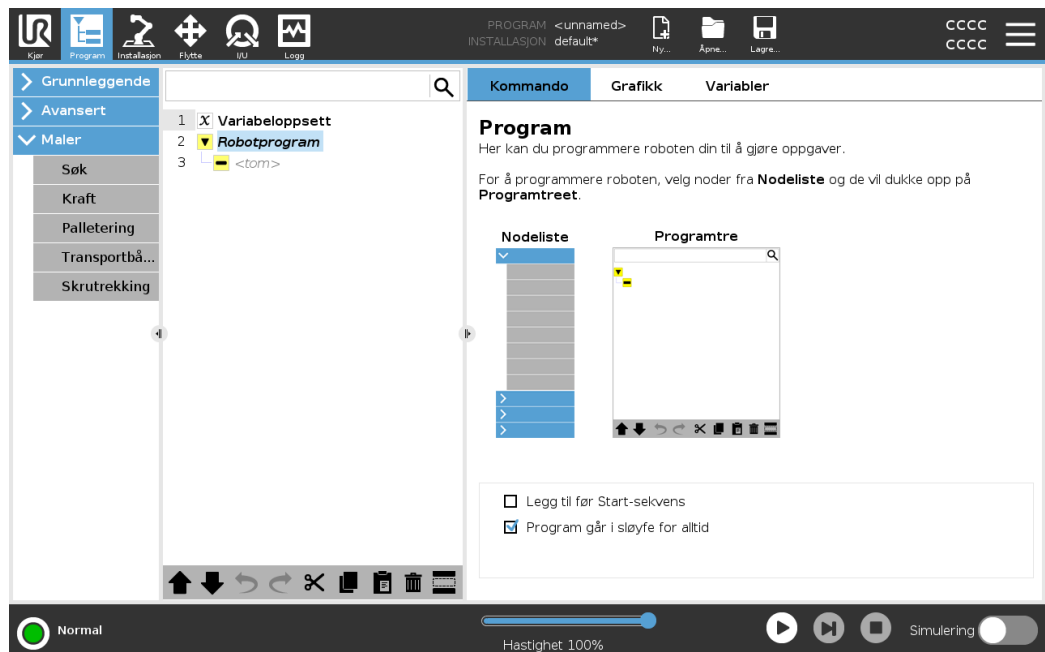 PROGRAM <unnamed>
INSTALLASJON default*
CCCC
CCCC
Kjør
Program
Installasjon
Flytte
I/U
Logg
Ny...
Åpne...
Lagre...
Grunnleggende
Avansert
Maler
Søk
Kraft
Palletering
Transportbå...
Skrutrekking
1 x Variabeloppsett
2 Robotprogram
3 <tom>
Kommando Grafikk Variabler
Program
Her kan du programmere roboten din til å gjøre oppgaver.
For å programmere roboten, velg noder fra Nodeliste og de vil dukke opp på
Programtreet.
Nodeliste
Programtre
Legg til før Start-sekvens
Program går i sløyfe for alltid
Normal
Hastighet 100%
Simulering